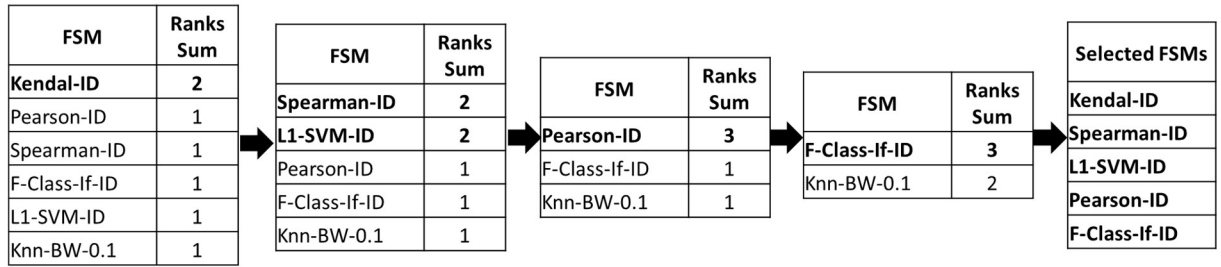 FSM Ranks Sum
Kendal-ID 2
Pearson-ID 1
Spearman-ID 1
F-Class-If-ID 1
L1-SVM-ID 1
Knn-BW-0.1 1
FSM Ranks Sum
Spearman-ID 2
L1-SVM-ID 2
Pearson-ID 1
F-Class-If-ID 1
Knn-BW-0.1 1
FSM Ranks Sum
Pearson-ID 3
F-Class-If-ID 1
Knn-BW-0.1 1
FSM Ranks Sum
F-Class-If-ID 3
Knn-BW-0.1 2
Selected FSMs
Kendal-ID
Spearman-ID
L1-SVM-ID
Pearson-ID
F-Class-If-ID